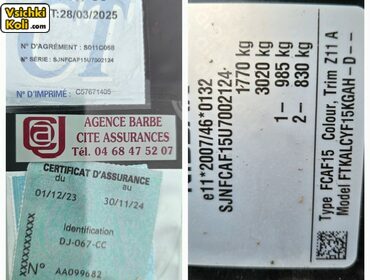 Vsichki
Koli .com
CT:28/03/2025
N° D'AGRÉMENT : S011C068
N° SÉRIE : SJNFCAF15U7002124
N° D'IMPRIMÉ : C57671405
AGENCE BARBE
CITE ASSURANCES
Tél. 04 68 47 52 07
CERTIFICAT D'ASSURANCE
du au
01/12/23 30/11/24
Identification
DJ-067-CC
N° AA099682
e11*2007/46*0132
SJNFCAF15U7002124
1770 kg
3020 kg
1– 985 kg
2– 830 kg
Type FCAF15 Colour, Trim Z11 A
Model FTKALCYF15KGAH-D--